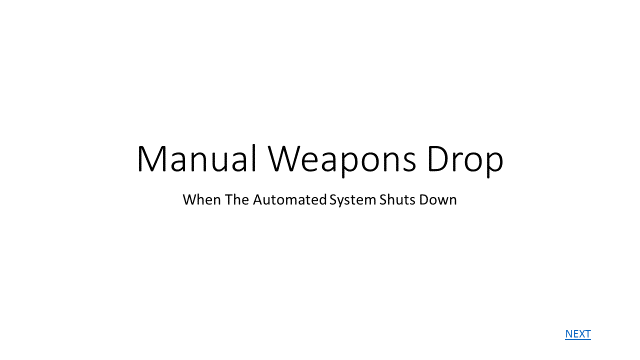 Manual Weapons Drop
When The Automated System Shuts Down
NEXT